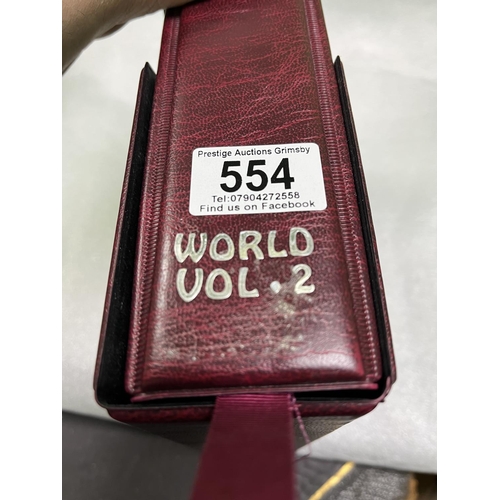 Prestige Auctions Grimsby
554
Tel:07904272558
Find us on Facebook
WORLD
VOL.2